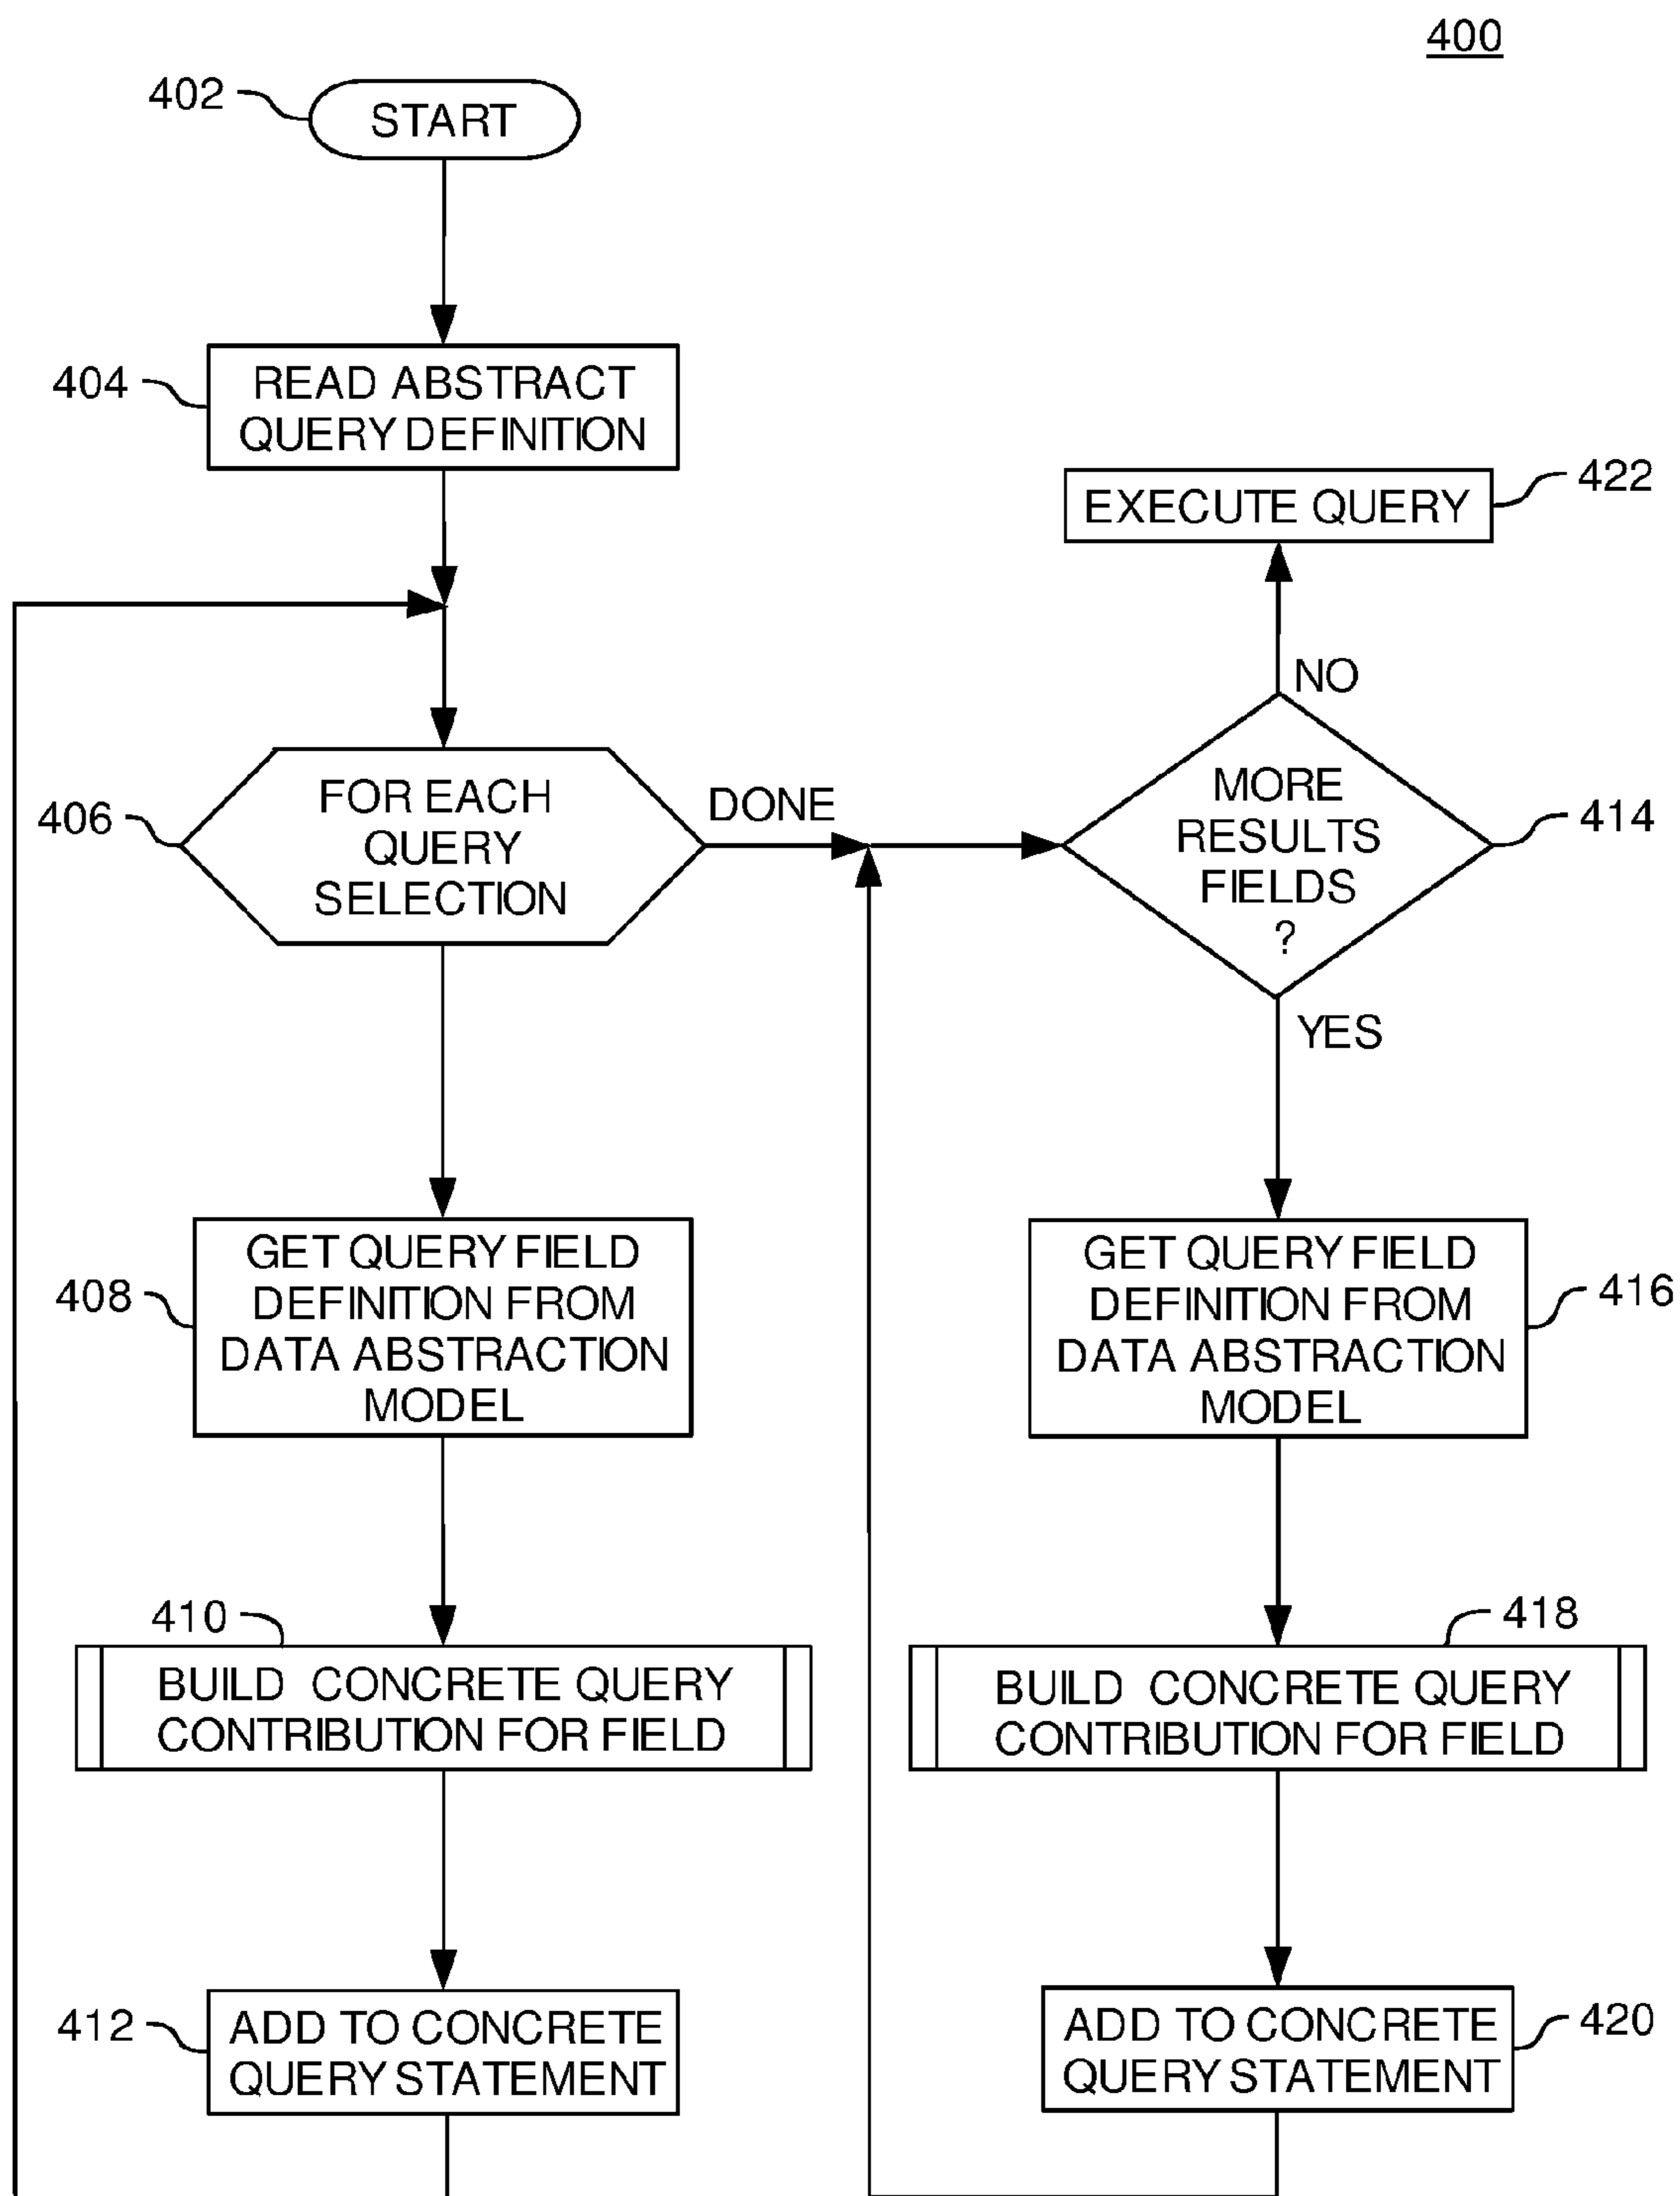 400
402
START
404
READ ABSTRACT
QUERY DEFINITION
422
EXECUTE QUERY
NO
406
FOR EACH
QUERY
SELECTION
DONE
MORE
RESULTS
FIELDS
?
414
YES
408
GET QUERY FIELD
DEFINITION FROM
DATA ABSTRACTION
MODEL
GET QUERY FIELD
DEFINITION FROM
DATA ABSTRACTION
MODEL
416
410
BUILD CONCRETE QUERY
CONTRIBUTION FOR FIELD
418
BUILD CONCRETE QUERY
CONTRIBUTION FOR FIELD
412
ADD TO CONCRETE
QUERY STATEMENT
ADD TO CONCRETE
QUERY STATEMENT
420